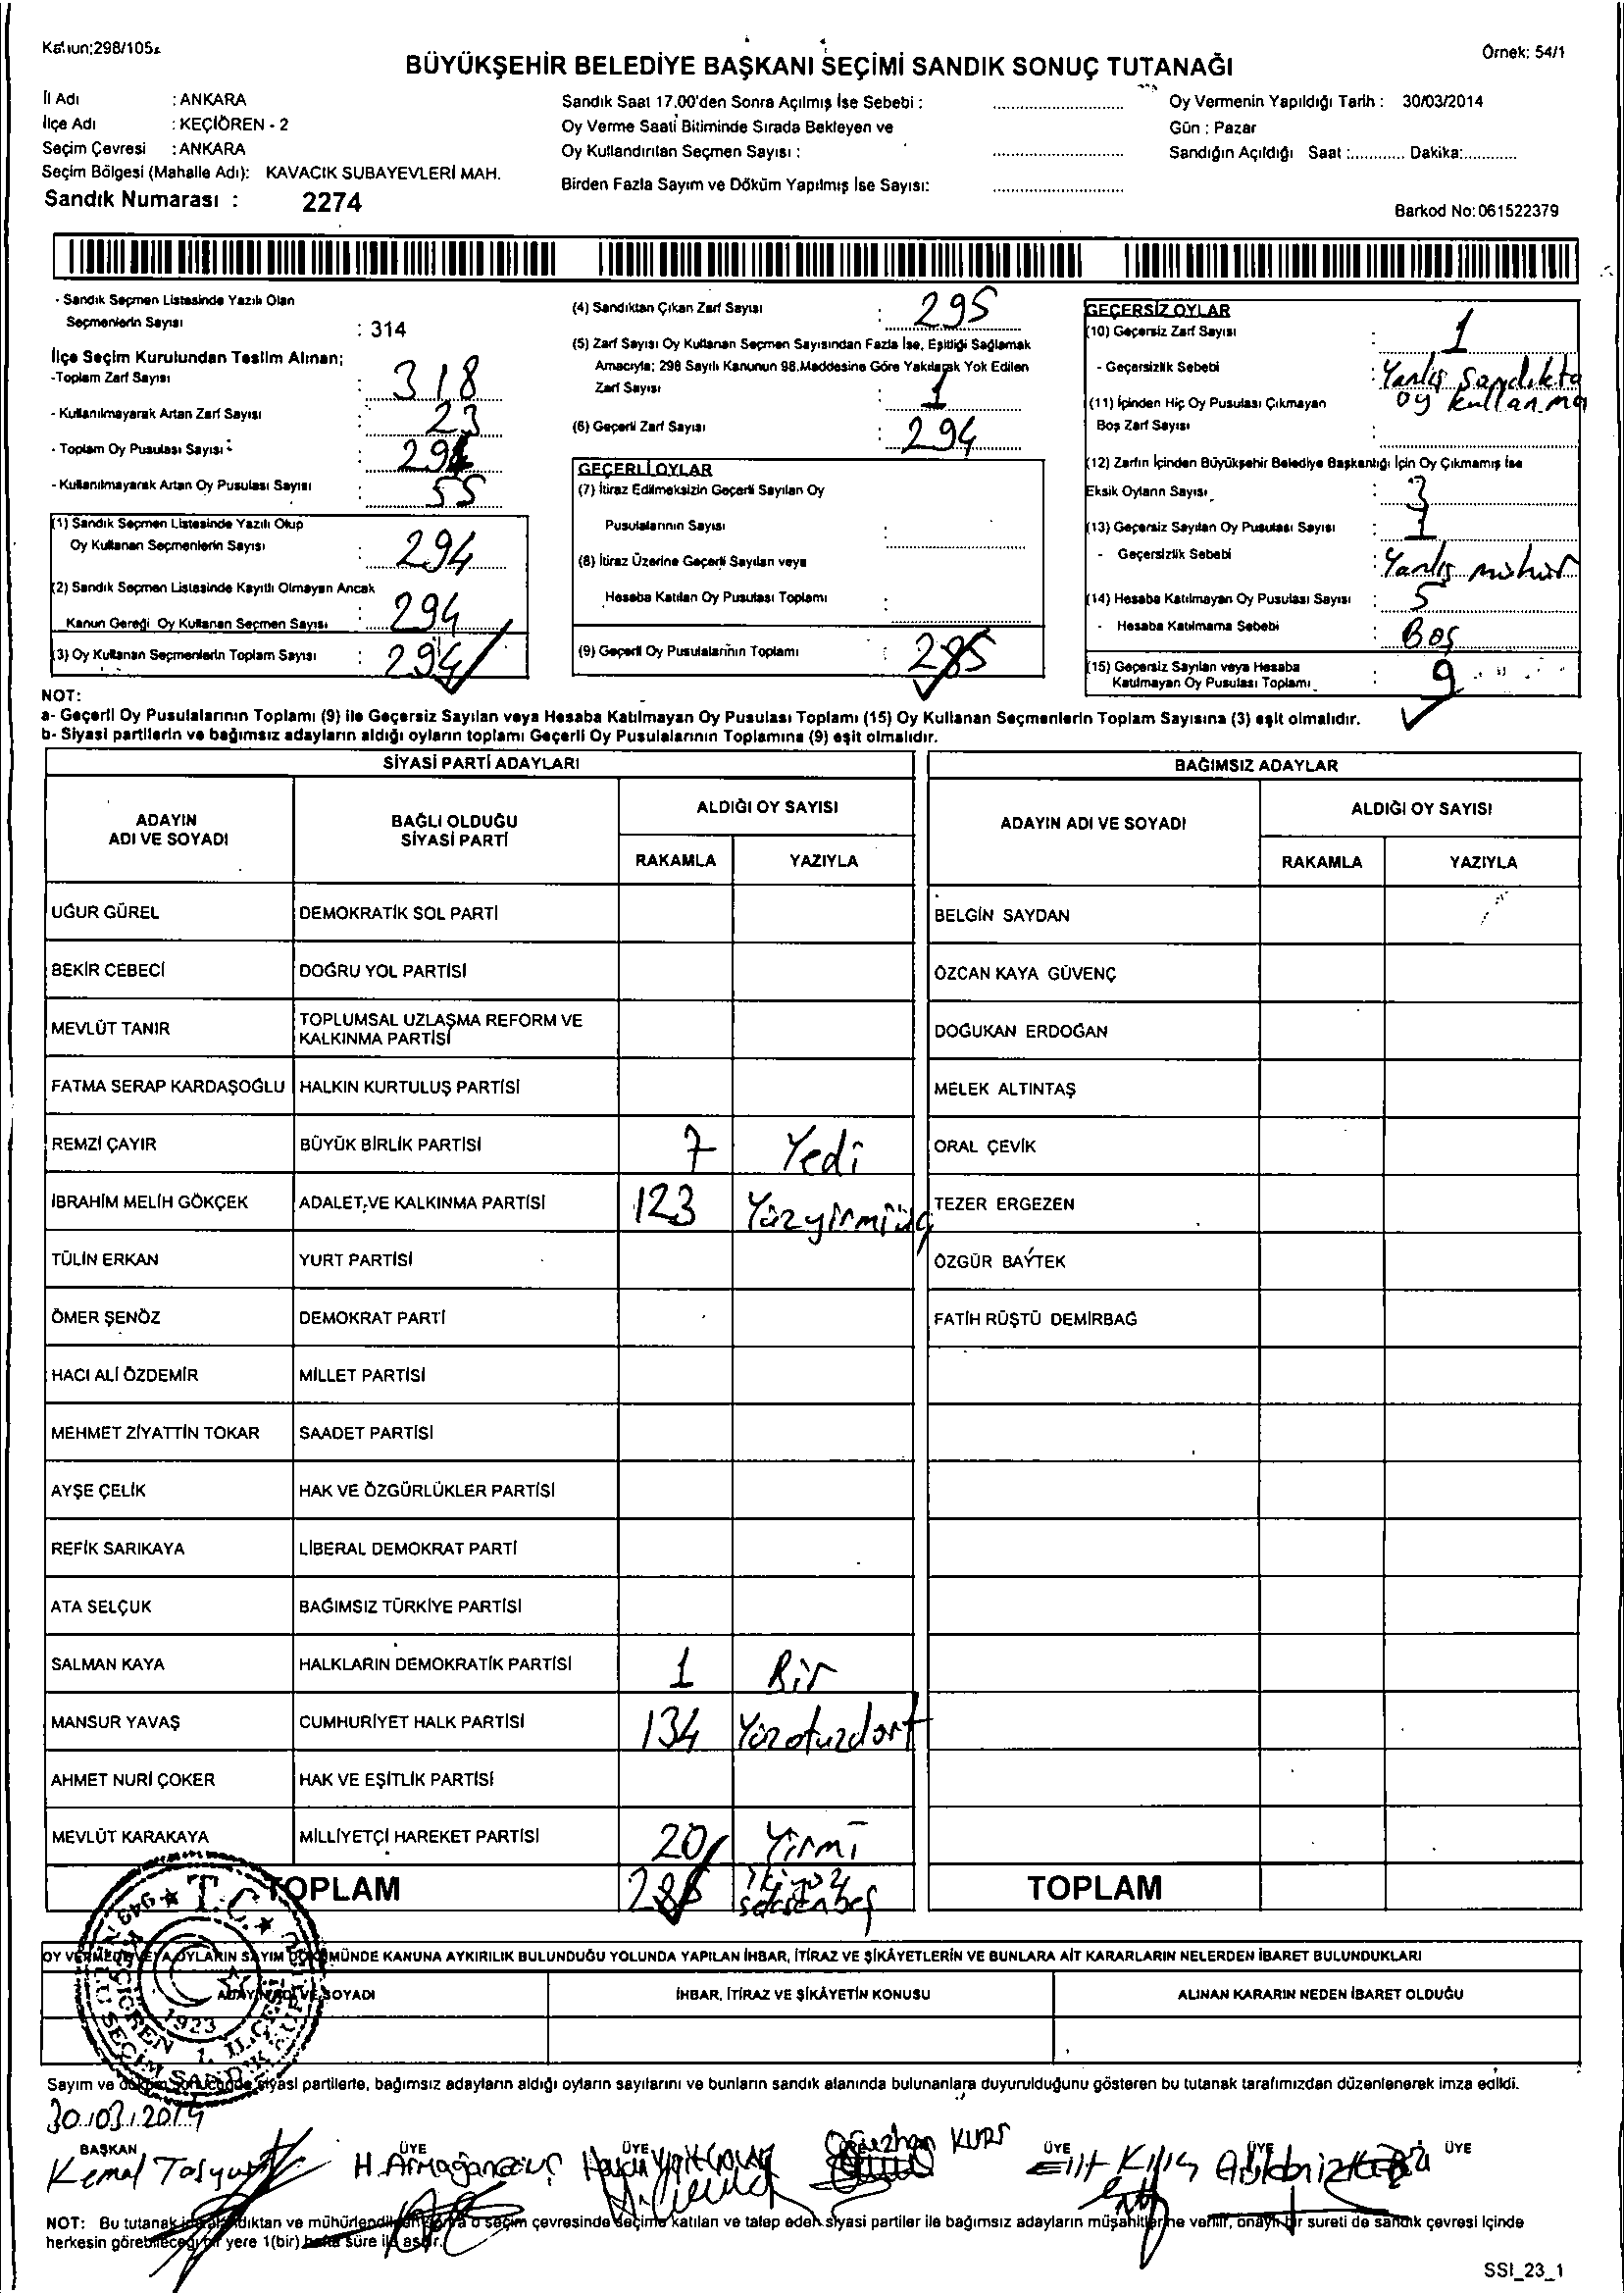 Kanun:298/105
Örnek: 54/1
BÜYÜKŞEHİR BELEDİYE BAŞKANI SEÇİMİ SANDIK SONUÇ TUTANAĞI
İl Adı : ANKARA
İlçe Adı : KEÇİÖREN - 2
Seçim Çevresi : ANKARA
Seçim Bölgesi (Mahalle Adı): KAVACIK SUBAYEVLERİ MAH.
Sandık Numarası : 2274
Sandık Saat 17.00'den Sonra Açılmış İse Sebebi :
Oy Verme Saati Bitiminde Sırada Bekleyen ve
Oy Kullandırılan Seçmen Sayısı :
Birden Fazla Sayım ve Döküm Yapılmış İse Sayısı:
Oy Vermenin Yapıldığı Tarih : 30/03/2014
Gün : Pazar
Sandığın Açıldığı Saat :............ Dakika:............
Barkod No:061522379
- Sandık Seçmen Listesinde Yazılı Olan
Seçmenlerin Sayısı : 314
İlçe Seçim Kurulundan Teslim Alınan;
-Toplam Zarf Sayısı : 318
- Kullanılmayarak Artan Zarf Sayısı : 23
- Toplam Oy Pusulası Sayısı :
- Kullanılmayarak Artan Oy Pusulası Sayısı : 55
(1) Sandık Seçmen Listesinde Yazılı Olup
Oy Kullanan Seçmenlerin Sayısı : 294
(2) Sandık Seçmen Listesinde Kayıtlı Olmayan Ancak
Kanun Gereği Oy Kullanan Seçmen Sayısı : 294
(3) Oy Kullanan Seçmenlerin Toplam Sayısı : 294
(4) Sandıktan Çıkan Zarf Sayısı : 295
(5) Zarf Sayısı Oy Kullanan Seçmen Sayısından Fazla İse, Eşitliği Sağlamak
Amacıyla; 298 Sayılı Kanunun 98.Maddesine Göre Yakılarak Yok Edilen
Zarf Sayısı : 1
(6) Geçerli Zarf Sayısı : 294
GEÇERLİ OYLAR
(7) İtiraz Edilmeksizin Geçerli Sayılan Oy
Pusulalarının Sayısı :
(8) İtiraz Üzerine Geçerli Sayılan veya
Hesaba Katılan Oy Pusulası Toplamı :
(9) Geçerli Oy Pusulalarının Toplamı : 285
GEÇERSİZ OYLAR
(10) Geçersiz Zarf Sayısı : 1
- Geçersizlik Sebebi : Yanlış Sandıkta
oy kullanma
(11) İçinden Hiç Oy Pusulası Çıkmayan
Boş Zarf Sayısı :
(12) Zarfın İçinden Büyükşehir Belediye Başkanlığı İçin Oy Çıkmamış İse
Eksik Oyların Sayısı : 3
(13) Geçersiz Sayılan Oy Pusulası Sayısı : 1
- Geçersizlik Sebebi : Yanlış mühür
(14) Hesaba Katılmayan Oy Pusulası Sayısı : 5
- Hesaba Katılmama Sebebi : Boş
(15) Geçersiz Sayılan veya Hesaba
Katılmayan Oy Pusulası Toplamı : 9
NOT:
a- Geçerli Oy Pusulalarının Toplamı (9) ile Geçersiz Sayılan veya Hesaba Katılmayan Oy Pusulası Toplamı (15) Oy Kullanan Seçmenlerin Toplam Sayısına (3) eşit olmalıdır.
b- Siyasi partilerin ve bağımsız adayların aldığı oyların toplamı Geçerli Oy Pusulalarının Toplamına (9) eşit olmalıdır.
SİYASİ PARTİ ADAYLARI
BAĞIMSIZ ADAYLAR
ADAYIN
ADI VE SOYADI
BAĞLI OLDUĞU
SİYASİ PARTİ
ALDIĞI OY SAYISI
RAKAMLA YAZIYLA
ADAYIN ADI VE SOYADI
ALDIĞI OY SAYISI
RAKAMLA YAZIYLA
UĞUR GÜREL DEMOKRATİK SOL PARTİ BELGİN SAYDAN
BEKİR CEBECİ DOĞRU YOL PARTİSİ ÖZCAN KAYA GÜVENÇ
MEVLÜT TANIR TOPLUMSAL UZLAŞMA REFORM VE
KALKINMA PARTİSİ DOĞUKAN ERDOĞAN
FATMA SERAP KARDAŞOĞLU HALKIN KURTULUŞ PARTİSİ MELEK ALTINTAŞ
REMZİ ÇAYIR BÜYÜK BİRLİK PARTİSİ 7 Yedi ORAL ÇEVİK
İBRAHİM MELİH GÖKÇEK ADALET VE KALKINMA PARTİSİ 123 Yüzyirmiüç TEZER ERGEZEN
TÜLİN ERKAN YURT PARTİSİ ÖZGÜR BAYTEK
ÖMER ŞENÖZ DEMOKRAT PARTİ FATİH RÜŞTÜ DEMİRBAĞ
HACI ALİ ÖZDEMİR MİLLET PARTİSİ
MEHMET ZİYATTİN TOKAR SAADET PARTİSİ
AYŞE ÇELİK HAK VE ÖZGÜRLÜKLER PARTİSİ
REFİK SARIKAYA LİBERAL DEMOKRAT PARTİ
ATA SELÇUK BAĞIMSIZ TÜRKİYE PARTİSİ
SALMAN KAYA HALKLARIN DEMOKRATİK PARTİSİ 1 Bir
MANSUR YAVAŞ CUMHURİYET HALK PARTİSİ 134 Yüzotuzdört
AHMET NURİ ÇOKER HAK VE EŞİTLİK PARTİSİ
MEVLÜT KARAKAYA MİLLİYETÇİ HAREKET PARTİSİ 20 Yirmi
TOPLAM 285 ikiyüz
seksenbeş
TOPLAM
OY VERMEDE VEYA OYLARIN SAYIM DÖKÜMÜNDE KANUNA AYKIRILIK BULUNDUĞU YOLUNDA YAPILAN İHBAR, İTİRAZ VE ŞİKÂYETLERİN VE BUNLARA AİT KARARLARIN NELERDEN İBARET BULUNDUKLARI
ADAYIN ADI VE SOYADI İHBAR, İTİRAZ VE ŞİKÂYETİN KONUSU ALINAN KARARIN NEDEN İBARET OLDUĞU
T.C.
1923
Sayım ve döküm sonucunda siyasi partilerle, bağımsız adayların aldığı oyların sayılarını ve bunların sandık alanında bulunanlara duyurulduğunu gösteren bu tutanak tarafımızdan düzenlenerek imza edildi.
30.03.2014
BAŞKAN ÜYE ÜYE ÜYE ÜYE ÜYE
Kemal Oğuzhan KURT Elif Kılıç
NOT: Bu tutanak o seçim çevresinde seçime katılan ve talep eden siyasi partiler ile bağımsız adayların müşahitlerine verilir, onaylı bir sureti de sandık çevresi içinde
herkesin görebileceği bir yere 1(bir) hafta süre ile asılır.
SSI_23_1